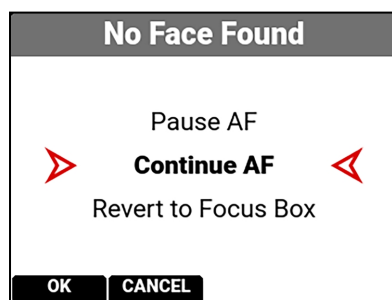 No Face Found
Pause AF
Continue AF
Revert to Focus Box
OK CANCEL